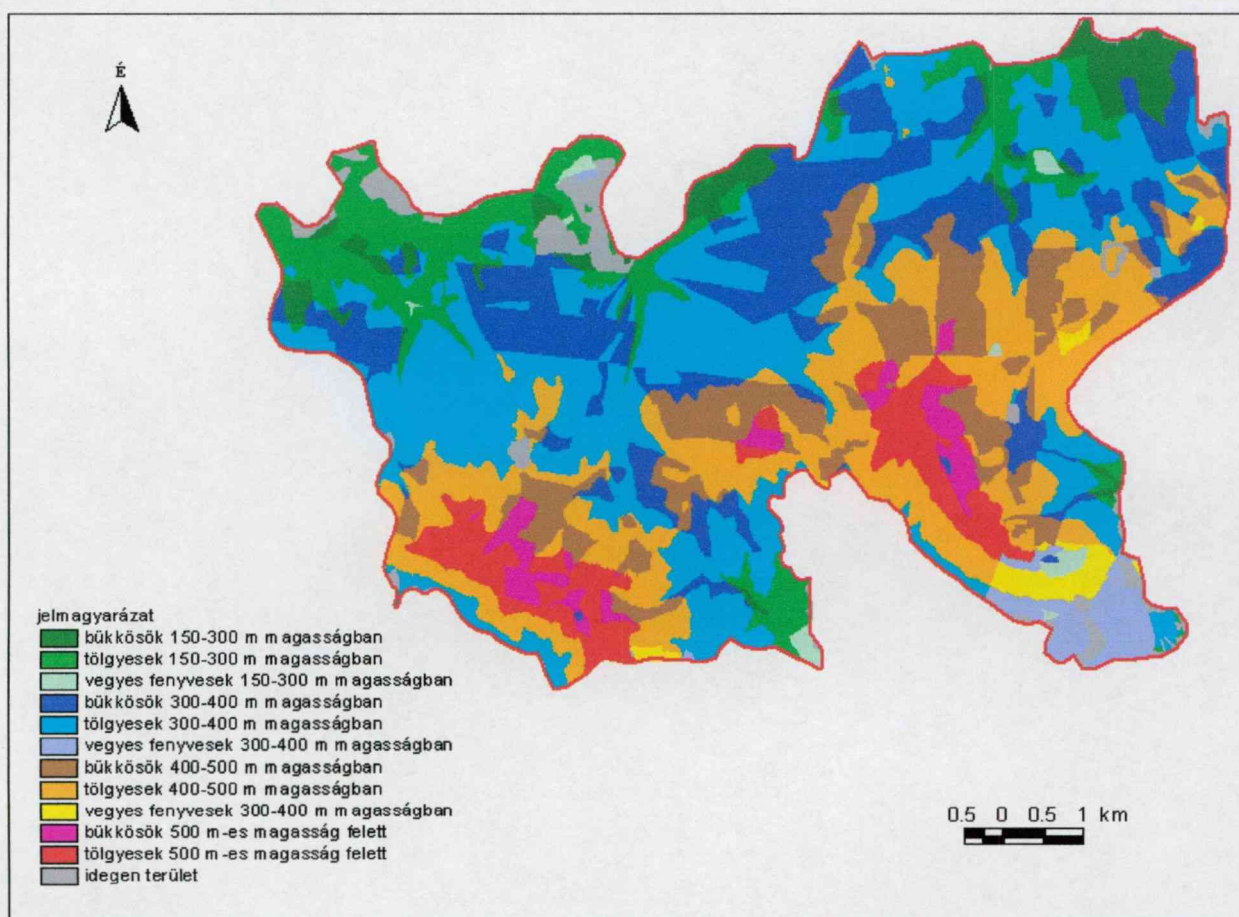 É
jelmagyarázat
bükkösök 150-300 m magasságban
tölgyesek 150-300 m magasságban
vegyes fenyvesek 150-300 m magasságban
bükkösök 300-400 m magasságban
tölgyesek 300-400 m magasságban
vegyes fenyvesek 300-400 m magasságban
bükkösök 400-500 m magasságban
tölgyesek 400-500 m magasságban
vegyes fenyvesek 300-400 m magasságban
bükkösök 500 m-es magasság felett
tölgyesek 500 m-es magasság felett
idegen terület
0.5 0 0.5 1 km